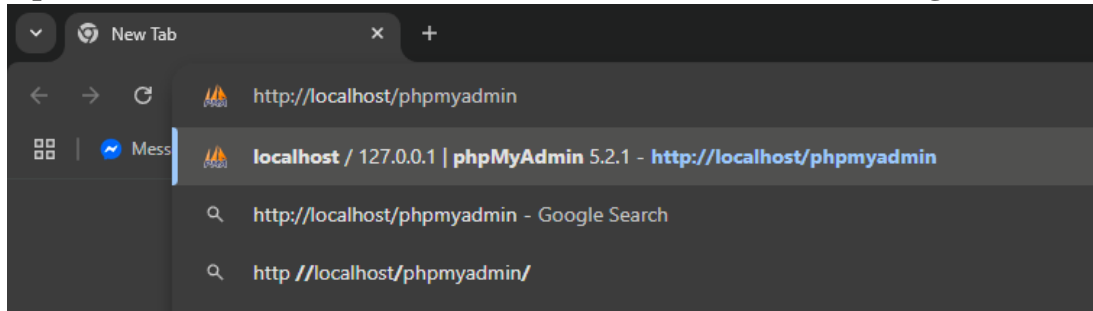 New Tab
http://localhost/phpmyadmin
Mess
localhost / 127.0.0.1 | phpMyAdmin 5.2.1 - http://localhost/phpmyadmin
http://localhost/phpmyadmin - Google Search
http //localhost/phpmyadmin/